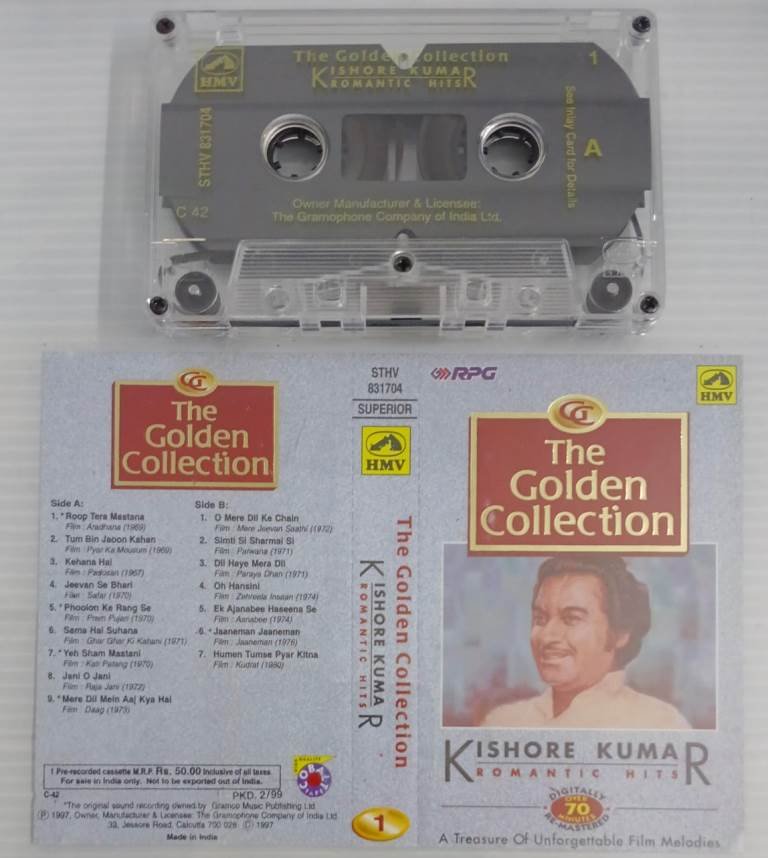 HMV
The Golden Collection
KISHORE KUMAR
ROMANTIC HITS
1
STHV 831704
See Inlay Card for Details
A
C 42
Owner Manufacturer & Licensee:
The Gramophone Company of India Ltd.
The
Golden
Collection
Side A:
1. *Roop Tera Mastana
Film : Aradhana (1969)
2. Tum Bin Jaoon Kahan
Film : Pyar Ka Mousum (1969)
3. Kehana Hai
Film : Padosan (1967)
4. Jeevan Se Bhari
Film : Safar (1970)
5. *Phoolon Ke Rang Se
Film : Prem Pujari (1970)
6. Sama Hai Suhana
Film : Ghar Ghar Ki Kahani (1971)
7. *Yeh Sham Mastani
Film : Kati Patang (1970)
8. Jani O Jani
Film : Raja Jani (1972)
9. *Mere Dil Mein Aaj Kya Hai
Film : Daag (1973)
Side B:
1. O Mere Dil Ke Chain
Film : Mere Jeevan Saathi (1972)
2. Simti Si Sharmai Si
Film : Parwana (1971)
3. Dil Haye Mera Dil
Film : Paraya Dhan (1971)
4. Oh Hansini
Film : Zehreela Insaan (1974)
5. Ek Ajanabee Haseena Se
Film : Aanabee (1974)
6. *Jaaneman Jaaneman
Film : Jaaneman (1976)
7. Humen Tumse Pyar Kitna
Film : Kudrat (1980)
1 Pre-recorded cassette M.R.P. Rs. 50.00 Inclusive of all taxes.
For sale in India only. Not to be exported out of India.
C-42
PKD. 2/99
*The original sound recording owned by Gramco Music Publishing Ltd.
Ⓟ 1997, Owner, Manufacturer & Licensee: The Gramophone Company of India Ltd.
33, Jessore Road, Calcutta 700 028 Ⓒ 1997
Made in India
STHV
831704
SUPERIOR
HMV
The Golden Collection
KISHORE KUMAR
ROMANTIC HITS
1
RPG
HMV
The
Golden
Collection
KISHORE KUMAR
ROMANTIC HITS
DIGITALLY
OVER
70
MINUTES
RE-MASTERED
A Treasure Of Unforgettable Film Melodies